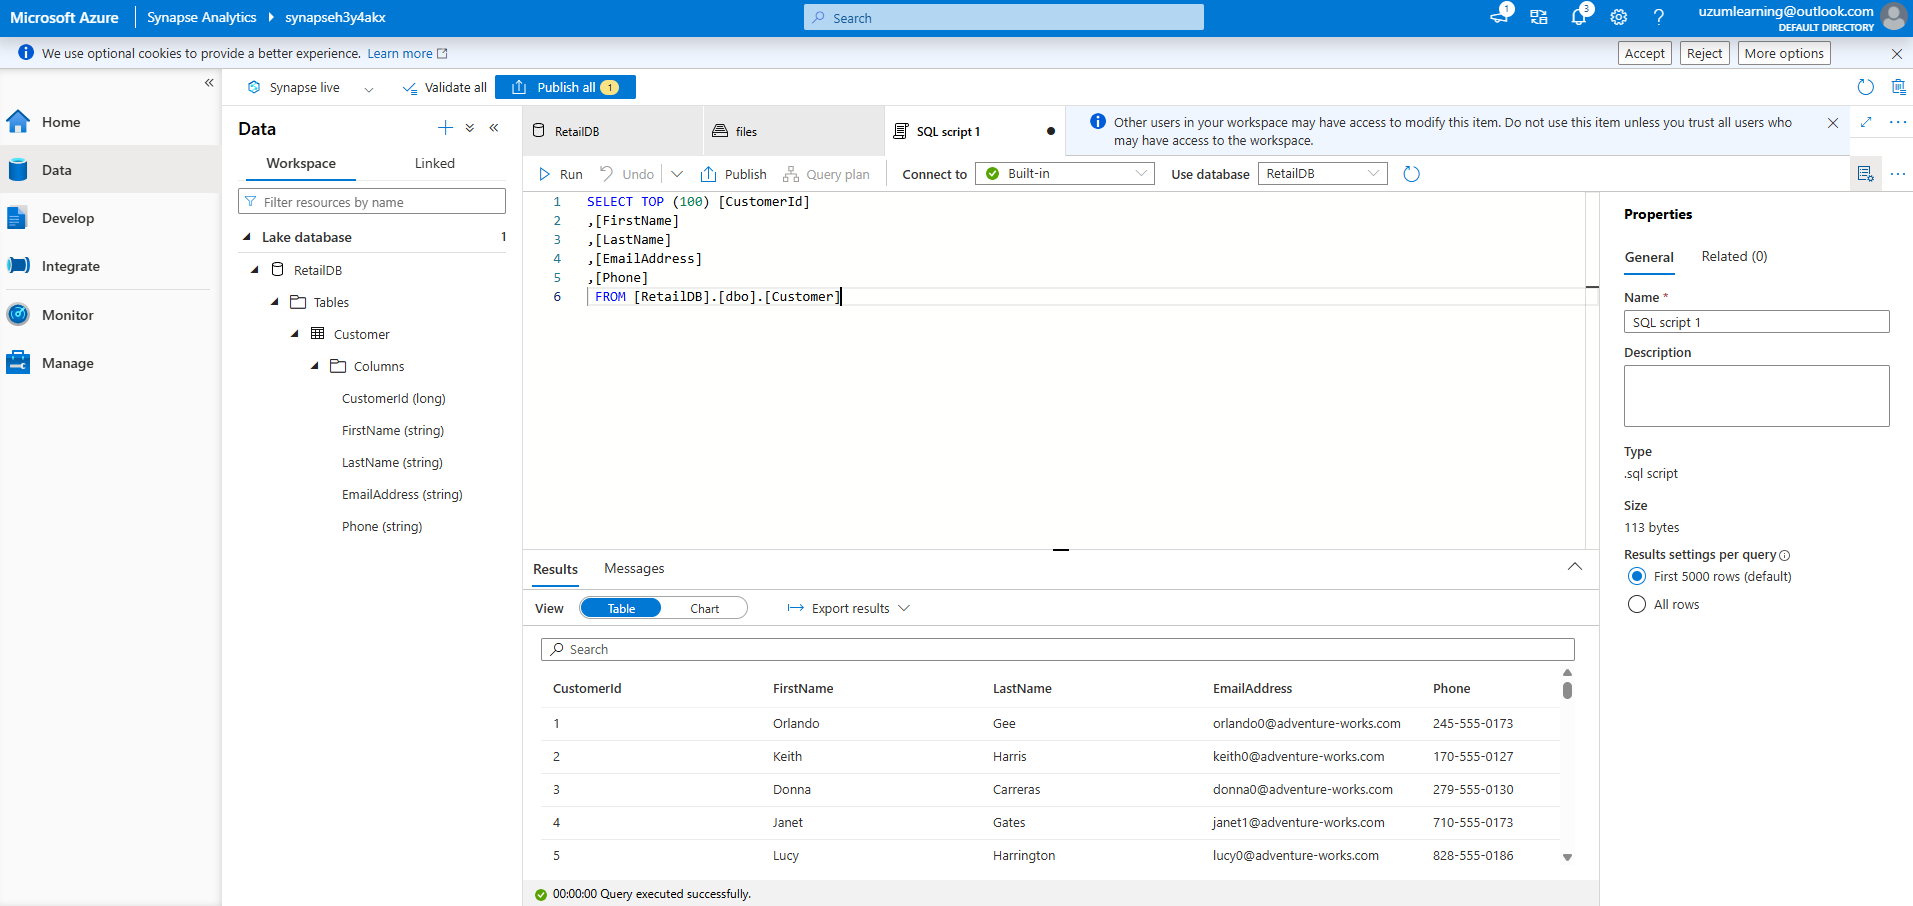 Microsoft Azure
Synapse Analytics
synapseh3y4akx
Search
1
3
?
uzumlearning@outlook.com
DEFAULT DIRECTORY
We use optional cookies to provide a better experience. Learn more
Accept
Reject
More options
Synapse live
Validate all
Publish all 1
Home
Data
Develop
Integrate
Monitor
Manage
Data
Workspace
Linked
Filter resources by name
Lake database 1
RetailDB
Tables
Customer
Columns
CustomerId (long)
FirstName (string)
LastName (string)
EmailAddress (string)
Phone (string)
RetailDB
files
SQL script 1
Other users in your workspace may have access to modify this item. Do not use this item unless you trust all users who
may have access to the workspace.
Run
Undo
Publish
Query plan
Connect to
Built-in
Use database
RetailDB
1 SELECT TOP (100) [CustomerId]
2 ,[FirstName]
3 ,[LastName]
4 ,[EmailAddress]
5 ,[Phone]
6 FROM [RetailDB].[dbo].[Customer]
Results
Messages
View
Table
Chart
Export results
Search
CustomerId FirstName LastName EmailAddress Phone
1 Orlando Gee orlando0@adventure-works.com 245-555-0173
2 Keith Harris keith0@adventure-works.com 170-555-0127
3 Donna Carreras donna0@adventure-works.com 279-555-0130
4 Janet Gates janet1@adventure-works.com 710-555-0173
5 Lucy Harrington lucy0@adventure-works.com 828-555-0186
00:00:00 Query executed successfully.
Properties
General
Related (0)
Name *
SQL script 1
Description
Type
.sql script
Size
113 bytes
Results settings per query
First 5000 rows (default)
All rows